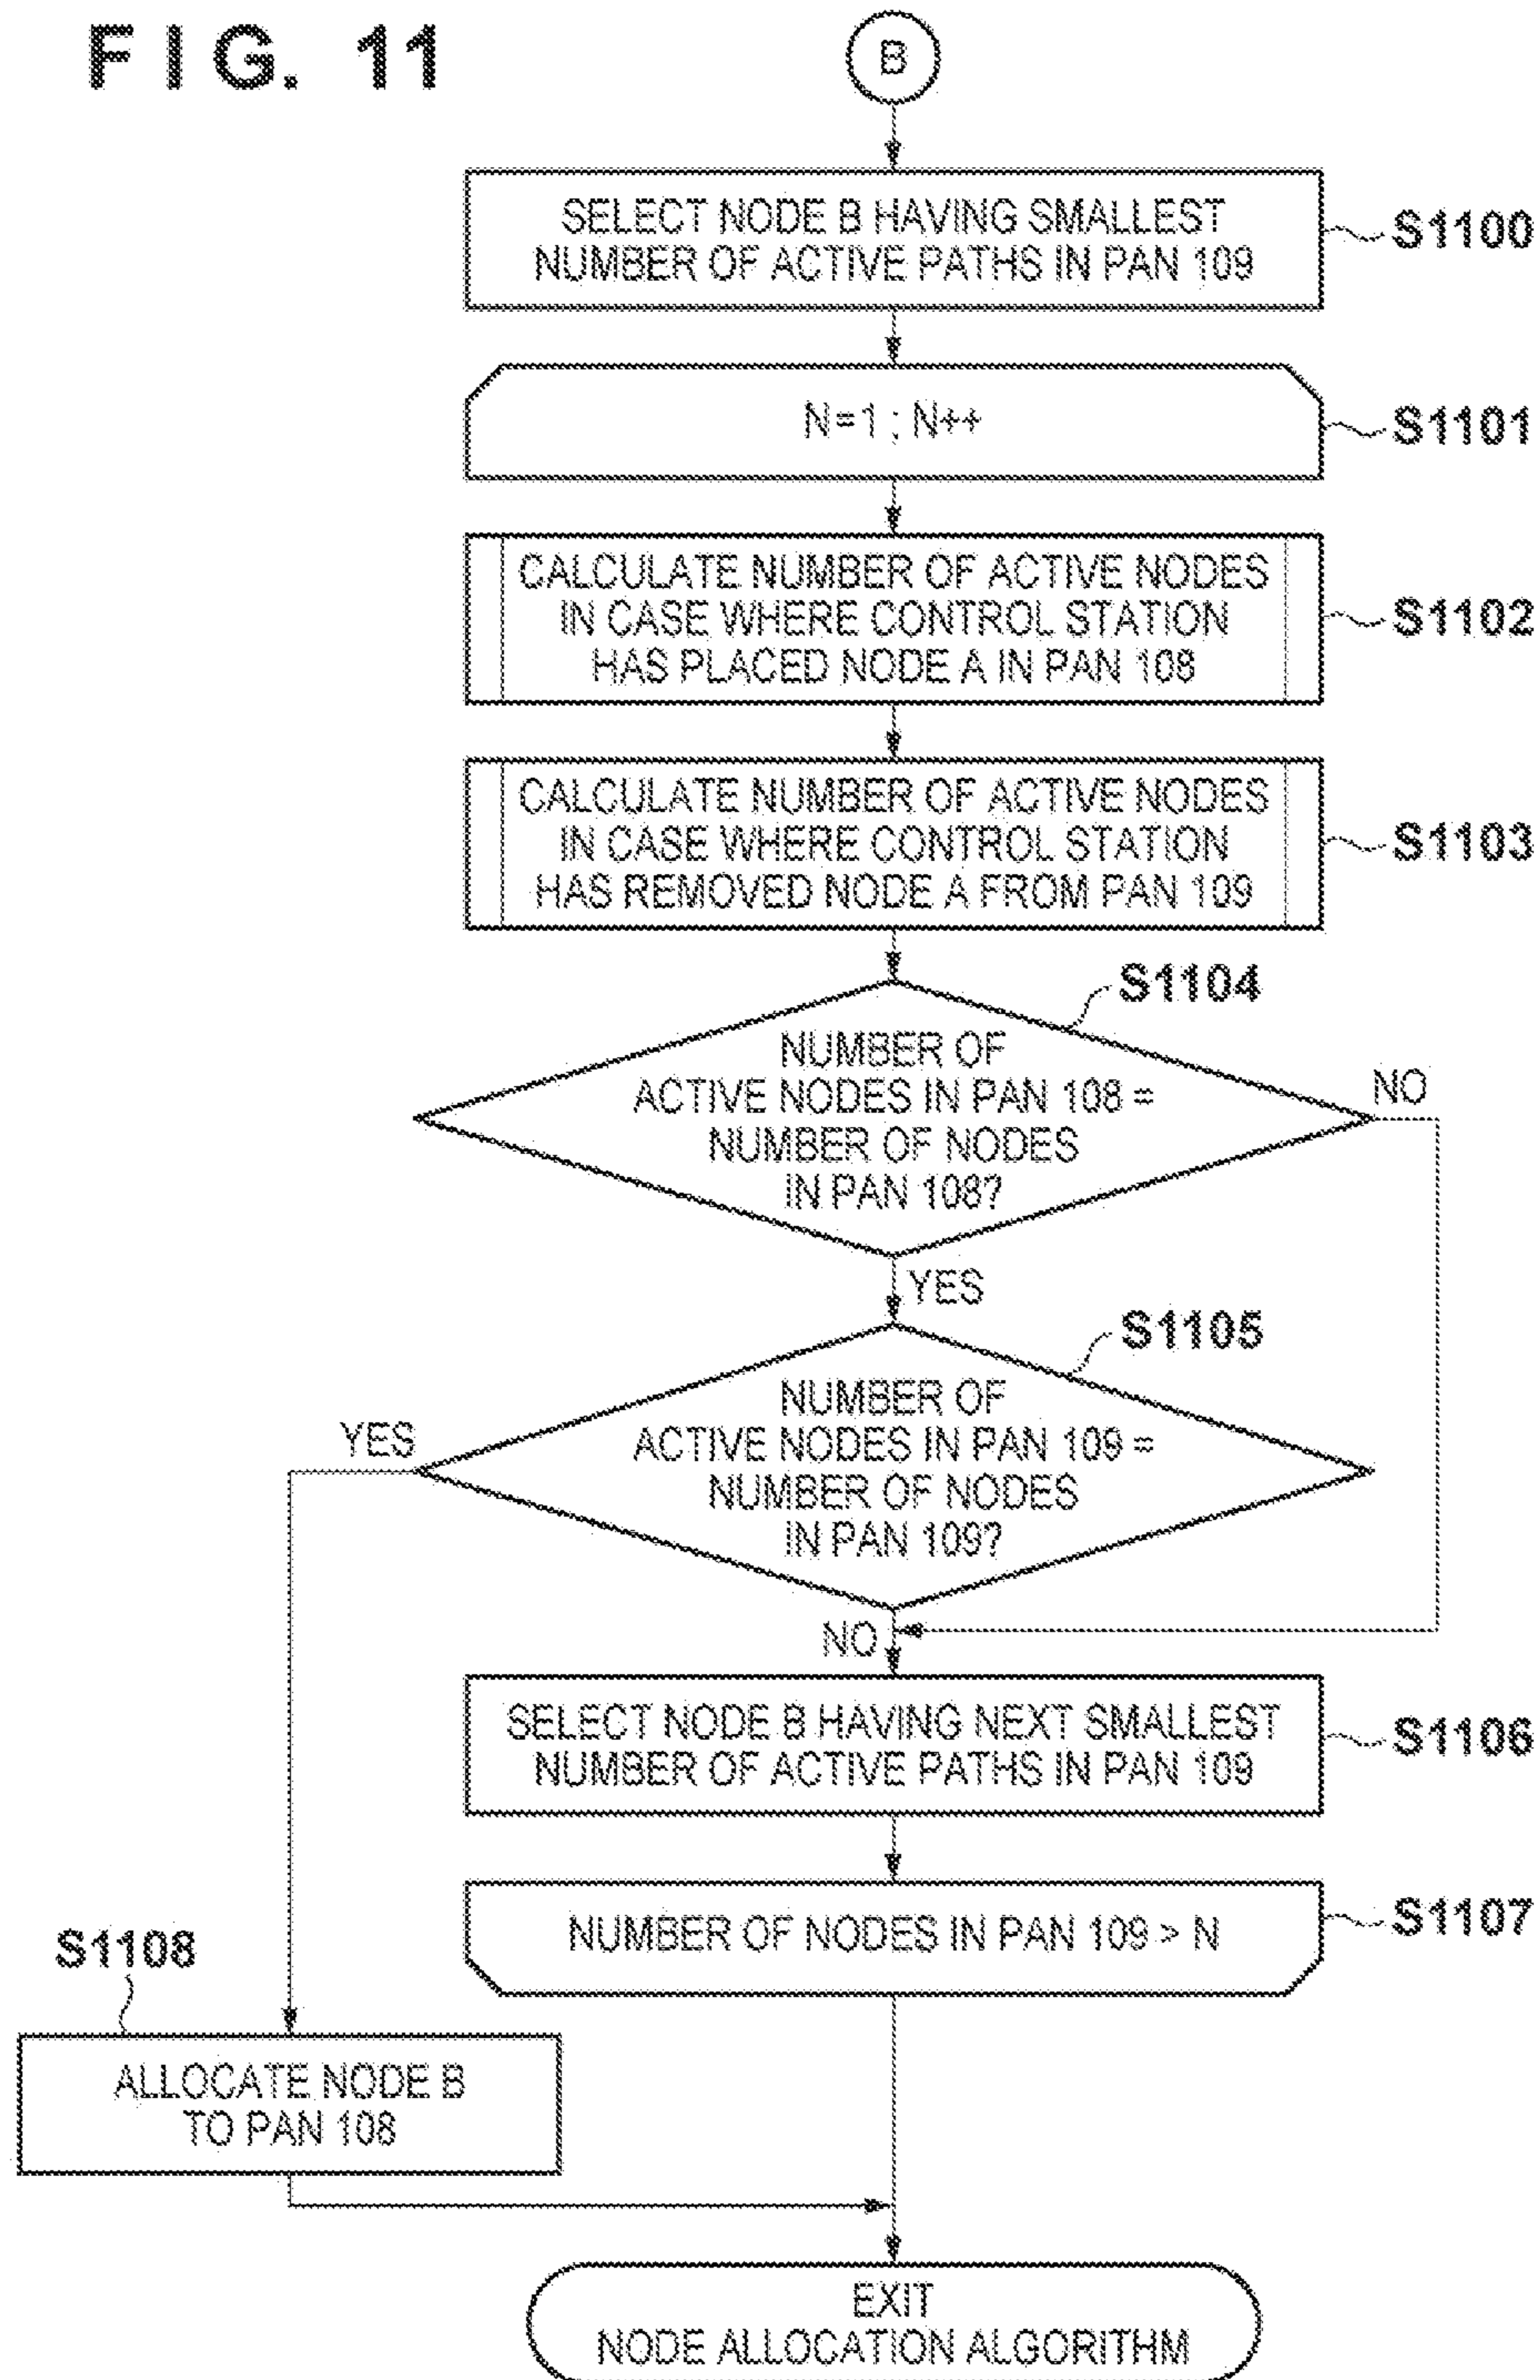 FIG. 11
B
SELECT NODE B HAVING SMALLEST
NUMBER OF ACTIVE PATHS IN PAN 109
S1100
N=1 ; N++
S1101
CALCULATE NUMBER OF ACTIVE NODES
IN CASE WHERE CONTROL STATION
HAS PLACED NODE A IN PAN 108
S1102
CALCULATE NUMBER OF ACTIVE NODES
IN CASE WHERE CONTROL STATION
HAS REMOVED NODE A FROM PAN 109
S1103
S1104
NUMBER OF
ACTIVE NODES IN PAN 108 =
NUMBER OF NODES
IN PAN 108?
NO
YES
S1105
NUMBER OF
ACTIVE NODES IN PAN 109 =
NUMBER OF NODES
IN PAN 109?
YES
NO
SELECT NODE B HAVING NEXT SMALLEST
NUMBER OF ACTIVE PATHS IN PAN 109
S1106
NUMBER OF NODES IN PAN 109 > N
S1107
S1108
ALLOCATE NODE B
TO PAN 108
EXIT
NODE ALLOCATION ALGORITHM